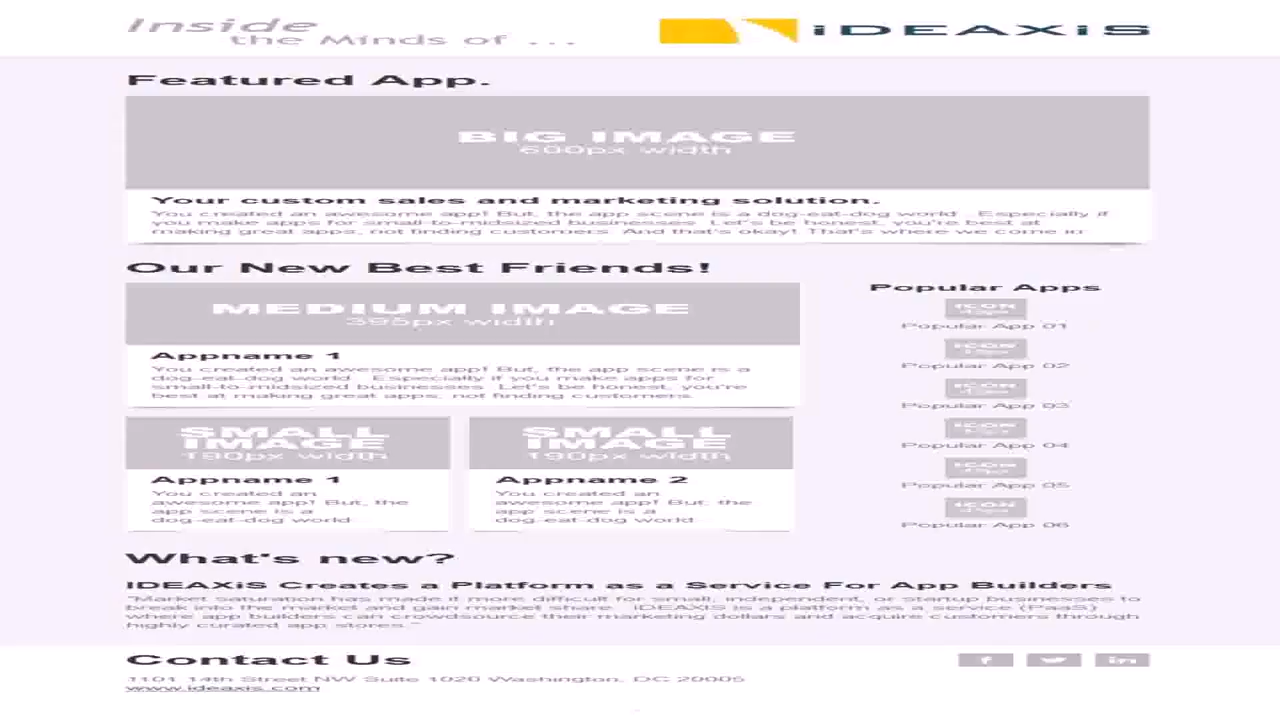 Inside
the Minds of ...
iDEAXiS
Featured App.
BIG IMAGE
600px width
Your custom sales and marketing solution.
You created an awesome app! But, the app scene is a dog-eat-dog world. Especially if
you make apps for small-to-midsized businesses. Let's be honest, you're best at
making great apps, not finding customers. And that's okay! That's where we come in.
Our New Best Friends!
MEDIUM IMAGE
395px width
Appname 1
You created an awesome app! But, the app scene is a
dog-eat-dog world. Especially if you make apps for
small-to-midsized businesses. Let's be honest, you're
best at making great apps, not finding customers.
SMALL
IMAGE
190px width
Appname 1
You created an
awesome app! But, the
app scene is a
dog-eat-dog world.
SMALL
IMAGE
190px width
Appname 2
You created an
awesome app! But, the
app scene is a
dog-eat-dog world.
Popular Apps
ICON
Popular App 01
ICON
Popular App 02
ICON
Popular App 03
ICON
Popular App 04
ICON
Popular App 05
ICON
Popular App 06
What's new?
IDEAXiS Creates a Platform as a Service For App Builders
"Market saturation has made it more difficult for small, independent, or startup businesses to
break into the market and gain market share. iDEAXIS is a platform as a service (PaaS)
where app builders can crowdsource their marketing dollars and acquire customers through
highly curated app stores."
Contact Us
f
in
1101 14th Street NW Suite 1020 Washington, DC 20005
www.ideaxis.com